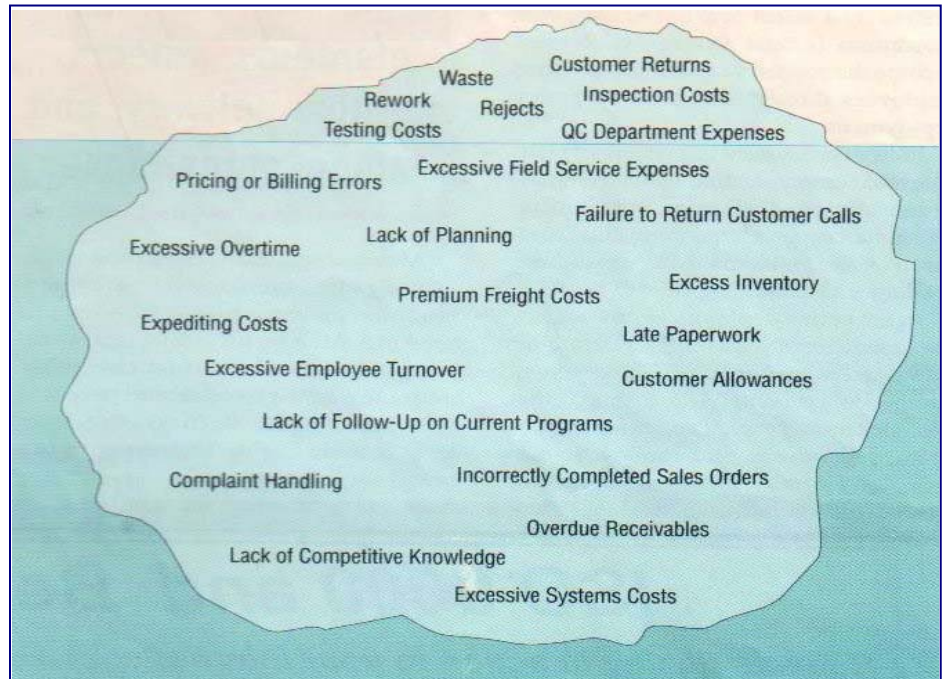 Customer Returns
Waste
Inspection Costs
Rework
Rejects
Testing Costs
QC Department Expenses
Excessive Field Service Expenses
Pricing or Billing Errors
Failure to Return Customer Calls
Lack of Planning
Excessive Overtime
Excess Inventory
Premium Freight Costs
Expediting Costs
Late Paperwork
Excessive Employee Turnover
Customer Allowances
Lack of Follow-Up on Current Programs
Complaint Handling
Incorrectly Completed Sales Orders
Overdue Receivables
Lack of Competitive Knowledge
Excessive Systems Costs